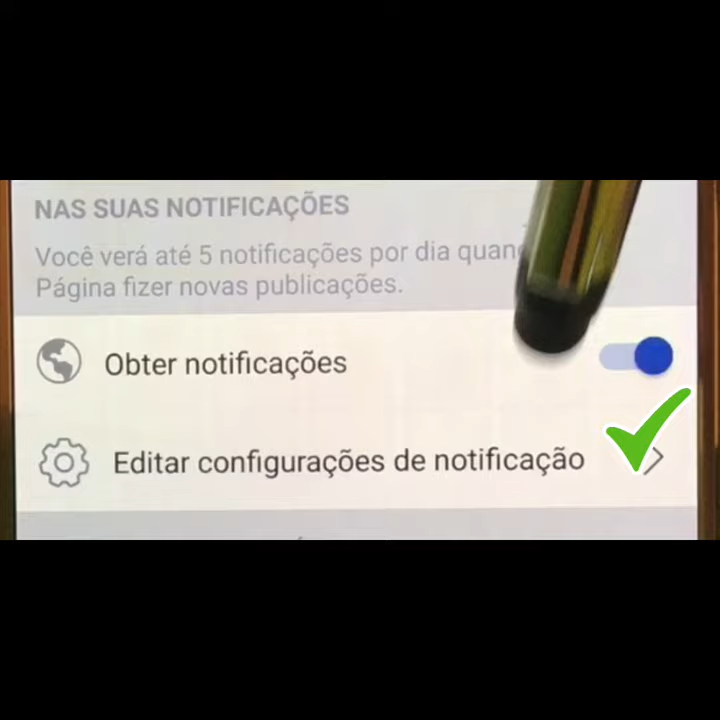 NAS SUAS NOTIFICAÇÕES
Você verá até 5 notificações por dia quan
Página fizer novas publicações.
Obter notificações
Editar configurações de notificação